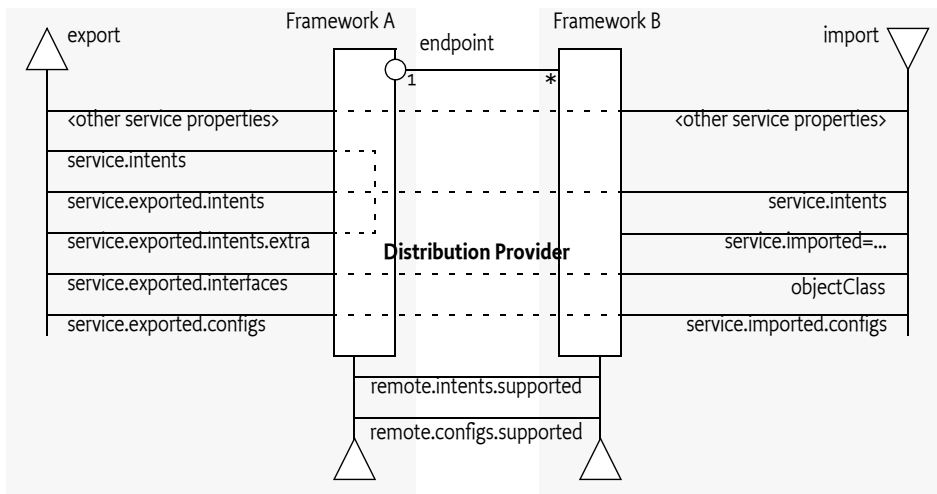 Framework A
Framework B
export
endpoint
import
1
*
<other service properties>
<other service properties>
service.intents
service.exported.intents
service.intents
service.exported.intents.extra
service.imported=...
Distribution Provider
service.exported.interfaces
objectClass
service.exported.configs
service.imported.configs
remote.intents.supported
remote.configs.supported